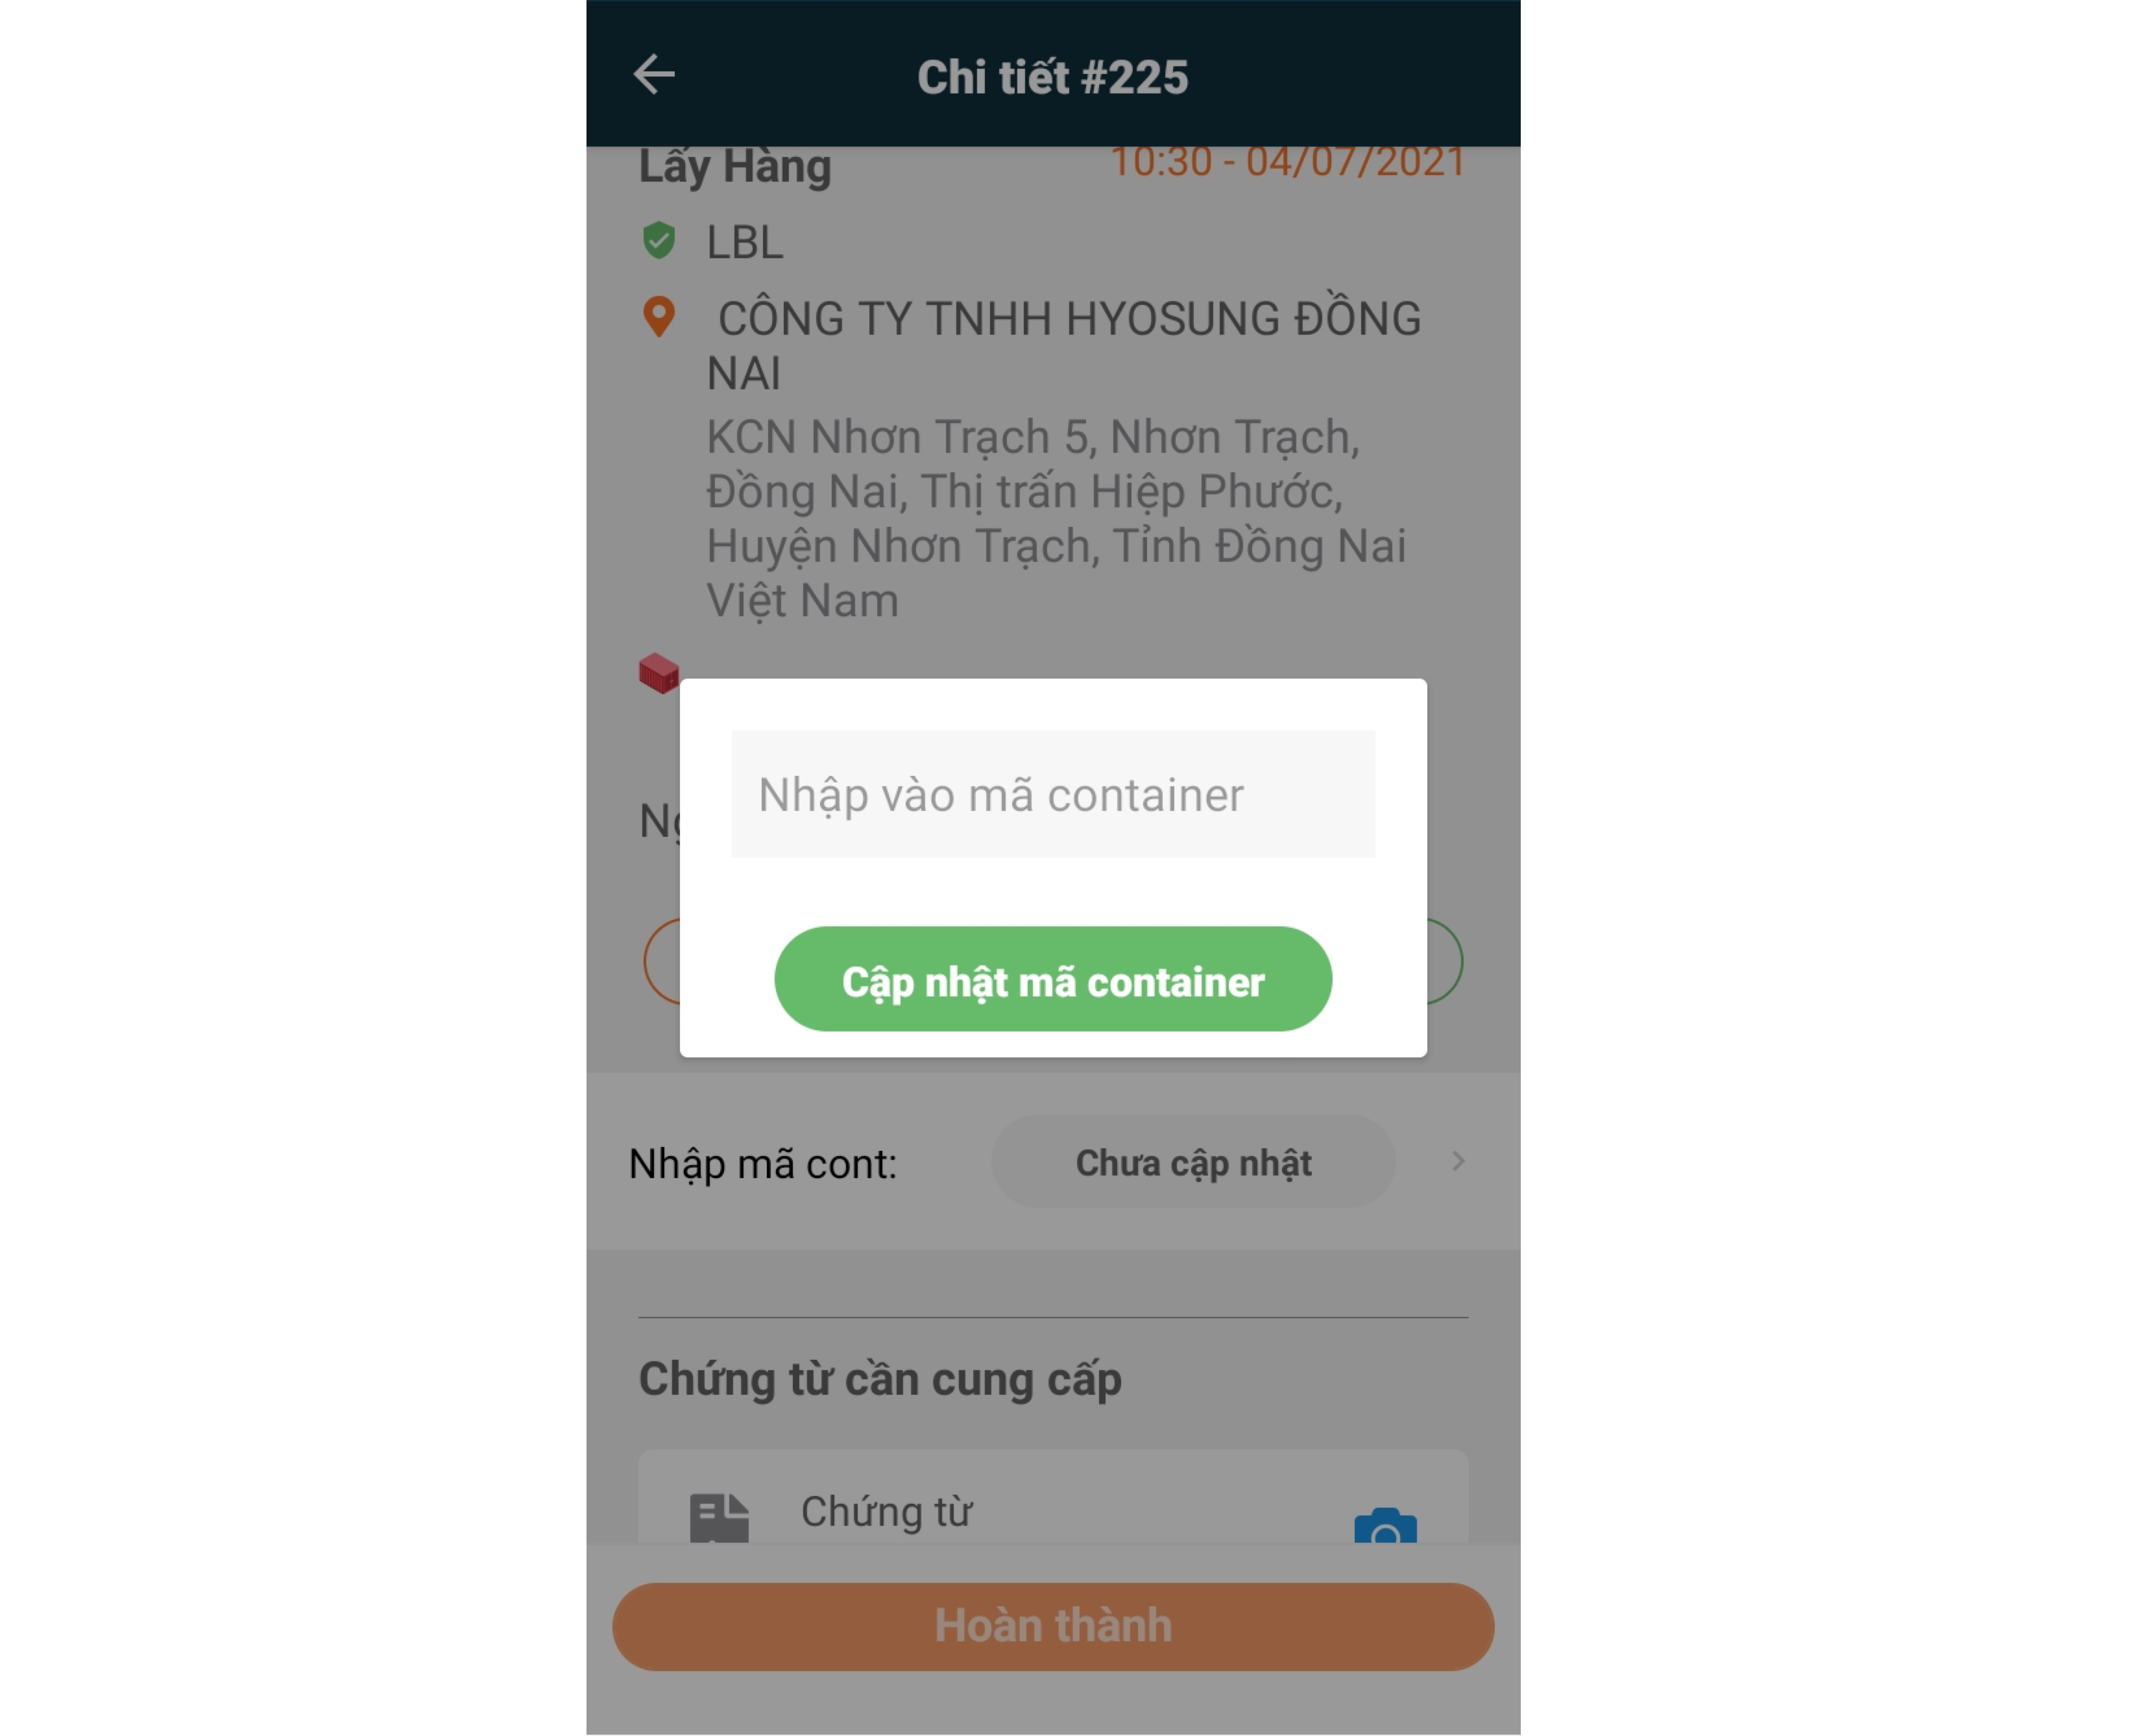 Chi tiết #225
Lấy Hàng
10:30 - 04/07/2021
LBL
CÔNG TY TNHH HYOSUNG ĐỒNG
NAI
KCN Nhơn Trạch 5, Nhơn Trạch,
Đồng Nai, Thị trấn Hiệp Phước,
Huyện Nhơn Trạch, Tỉnh Đồng Nai
Việt Nam
Nhập vào mã container
Cập nhật mã container
Nhập mã cont:
Chưa cập nhật
Chứng từ cần cung cấp
Chứng từ
Hoàn thành